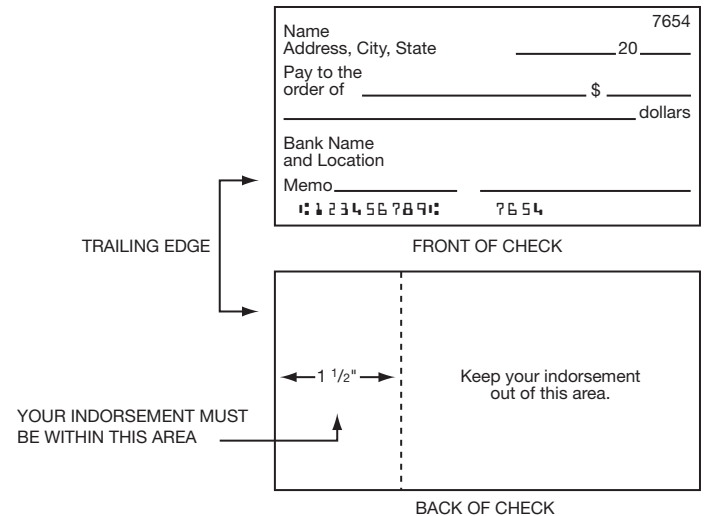 7654
Name
Address, City, State 20
Pay to the
order of $
dollars
Bank Name
and Location
Memo
⑆123456789⑆ 7654
TRAILING EDGE
FRONT OF CHECK
1 1/2"
Keep your indorsement
out of this area.
YOUR INDORSEMENT MUST
BE WITHIN THIS AREA
BACK OF CHECK